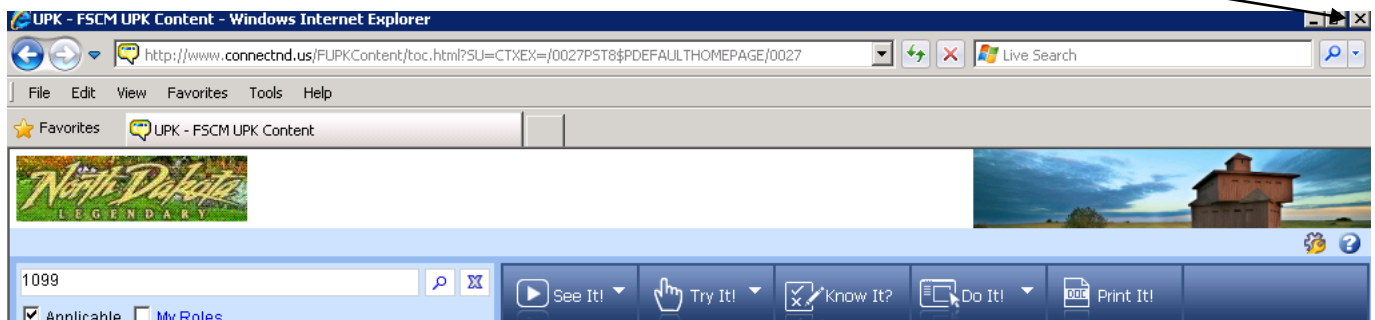 UPK - FSCM UPK Content - Windows Internet Explorer
http://www.connectnd.us/FUPKContent/toc.html?SU=CTXEX=/0027PST8$PDEFAULTHOMEPAGE/0027 Live Search
File Edit View Favorites Tools Help
Favorites UPK - FSCM UPK Content
North Dakota
LEGENDARY
1099
See It! Try It! Know It? Do It! DOC Print It!
Applicable My Roles